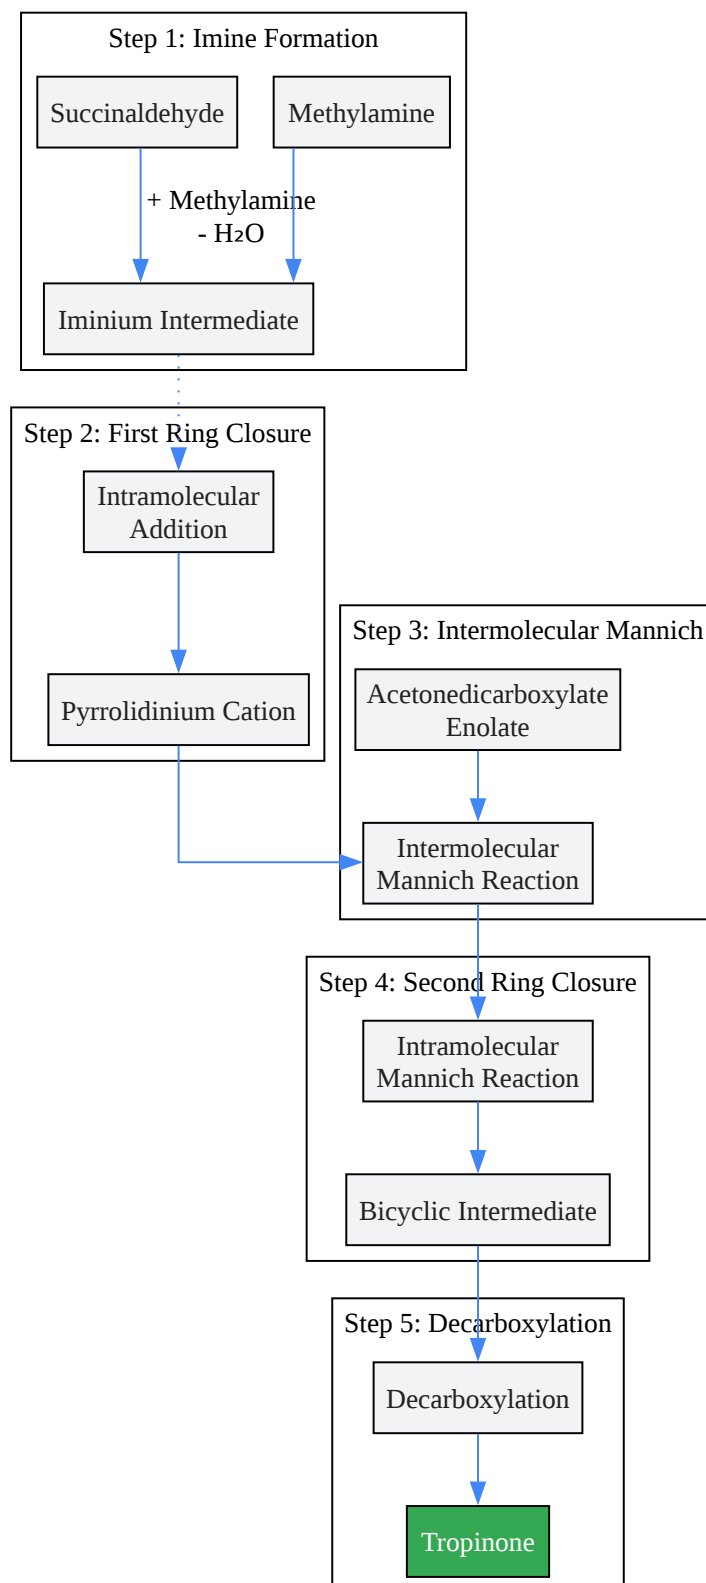 Step 1: Imine Formation
Succinaldehyde
Methylamine
+ Methylamine
- H₂O
Iminium Intermediate
Step 2: First Ring Closure
Intramolecular
Addition
Pyrrolidinium Cation
Step 3: Intermolecular Mannich
Acetonedicarboxylate
Enolate
Intermolecular
Mannich Reaction
Step 4: Second Ring Closure
Intramolecular
Mannich Reaction
Bicyclic Intermediate
Step 5: Decarboxylation
Decarboxylation
Tropinone